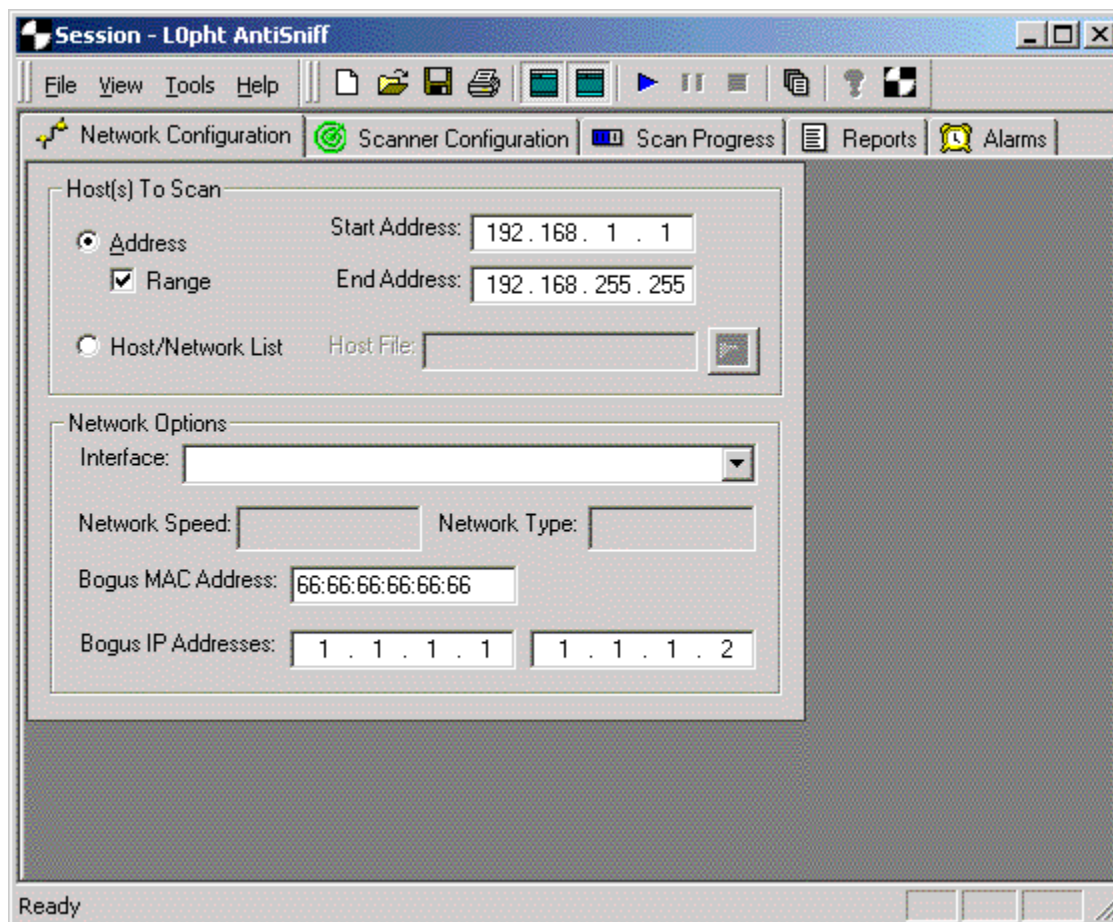 Session - L0pht AntiSniff
File View Tools Help
Network Configuration Scanner Configuration Scan Progress Reports Alarms
Host(s) To Scan
Address Start Address: 192 . 168 . 1 . 1
Range End Address: 192 . 168 . 255 . 255
Host/Network List Host File:
Network Options
Interface:
Network Speed: Network Type:
Bogus MAC Address: 66:66:66:66:66:66
Bogus IP Addresses: 1 . 1 . 1 . 1 1 . 1 . 1 . 2
Ready